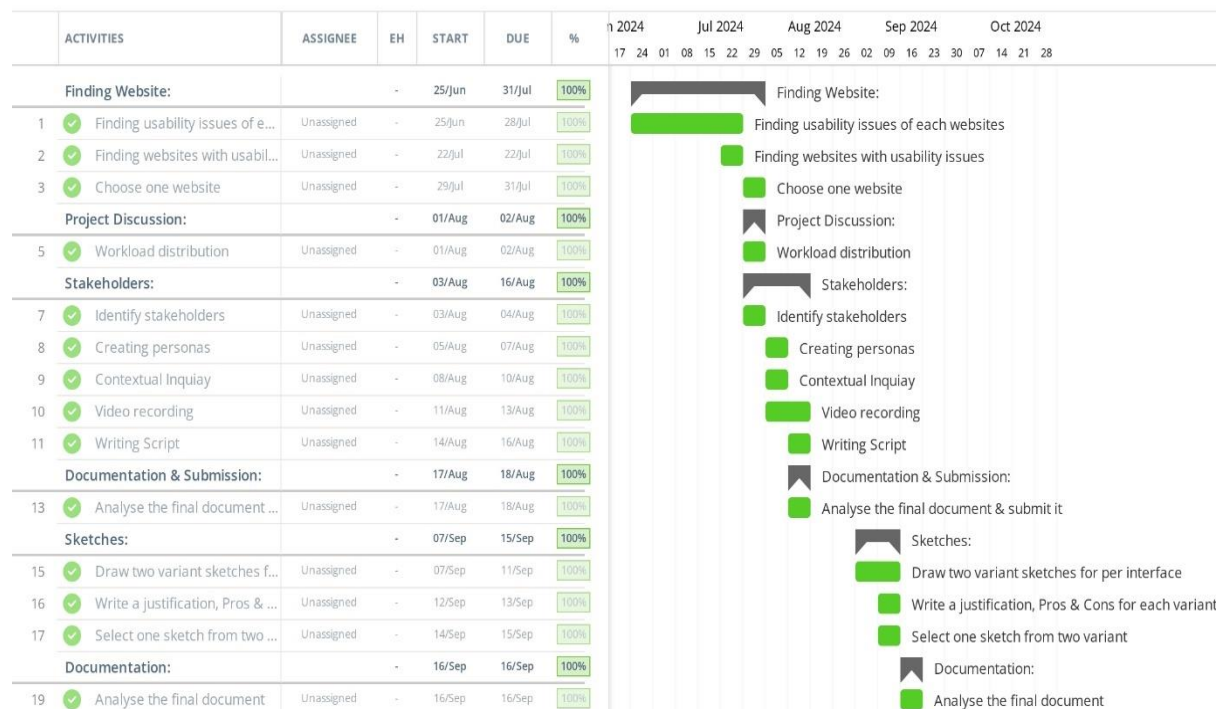 ACTIVITIES ASSIGNEE EH START DUE % n 2024 Jul 2024 Aug 2024 Sep 2024 Oct 2024
17 24 01 08 15 22 29 05 12 19 26 02 09 16 23 30 07 14 21 28
Finding Website: - 25/Jun 31/Jul 100% Finding Website:
1 Finding usability issues of e... Unassigned - 25/Jun 28/Jul 100% Finding usability issues of each websites
2 Finding websites with usabil... Unassigned - 22/Jul 22/Jul 100% Finding websites with usability issues
3 Choose one website Unassigned - 29/Jul 31/Jul 100% Choose one website
Project Discussion: - 01/Aug 02/Aug 100% Project Discussion:
5 Workload distribution Unassigned - 01/Aug 02/Aug 100% Workload distribution
Stakeholders: - 03/Aug 16/Aug 100% Stakeholders:
7 Identify stakeholders Unassigned - 03/Aug 04/Aug 100% Identify stakeholders
8 Creating personas Unassigned - 05/Aug 07/Aug 100% Creating personas
9 Contextual Inquiay Unassigned - 08/Aug 10/Aug 100% Contextual Inquiay
10 Video recording Unassigned - 11/Aug 13/Aug 100% Video recording
11 Writing Script Unassigned - 14/Aug 16/Aug 100% Writing Script
Documentation & Submission: - 17/Aug 18/Aug 100% Documentation & Submission:
13 Analyse the final document ... Unassigned - 17/Aug 18/Aug 100% Analyse the final document & submit it
Sketches: - 07/Sep 15/Sep 100% Sketches:
15 Draw two variant sketches f... Unassigned - 07/Sep 11/Sep 100% Draw two variant sketches for per interface
16 Write a justification, Pros & ... Unassigned - 12/Sep 13/Sep 100% Write a justification, Pros & Cons for each variant
17 Select one sketch from two ... Unassigned - 14/Sep 15/Sep 100% Select one sketch from two variant
Documentation: - 16/Sep 16/Sep 100% Documentation:
19 Analyse the final document Unassigned - 16/Sep 16/Sep 100% Analyse the final document